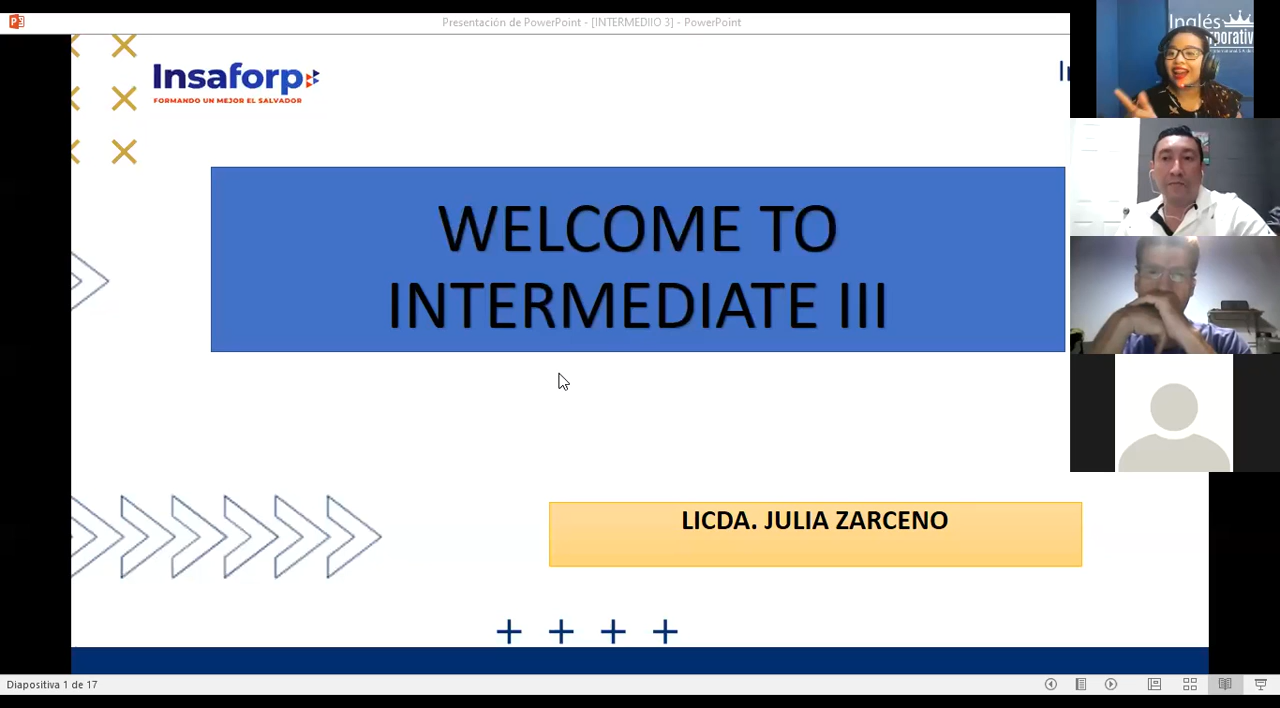 Presentación de PowerPoint - [INTERMEDIIO 3] - PowerPoint
Inglés
Insaforp
FORMANDO UN MEJOR EL SALVADOR
WELCOME TO
INTERMEDIATE III
LICDA. JULIA ZARCENO
Diapositiva 1 de 17